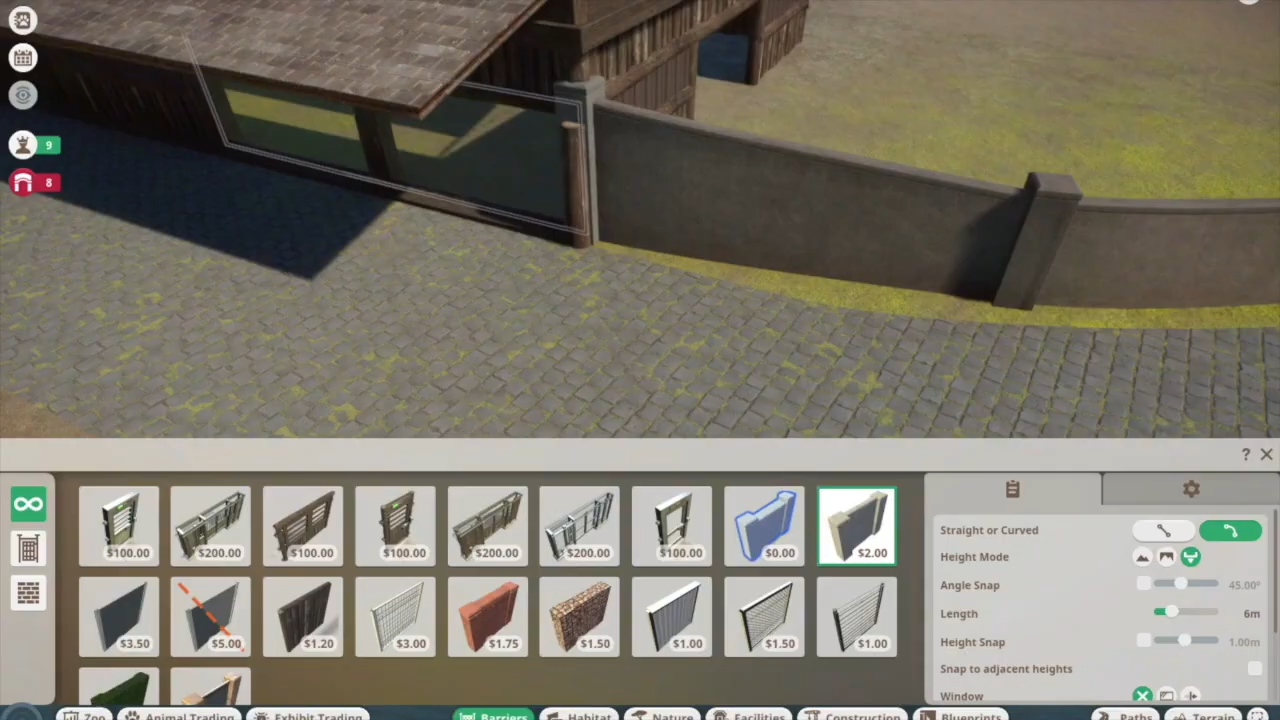 9
8
?
$100.00 $200.00 $100.00 $100.00 $200.00 $200.00 $100.00 $0.00 $2.00
$3.50 $5.00 $1.20 $3.00 $1.75 $1.50 $1.00 $1.50 $1.00
Straight or Curved
Height Mode
Angle Snap 45.00°
Length 6m
Height Snap 1.00m
Snap to adjacent heights
Window
Zoo Animal Trading Exhibit Trading Barriers Habitat Nature Facilities Construction Blueprints Paths Terrain